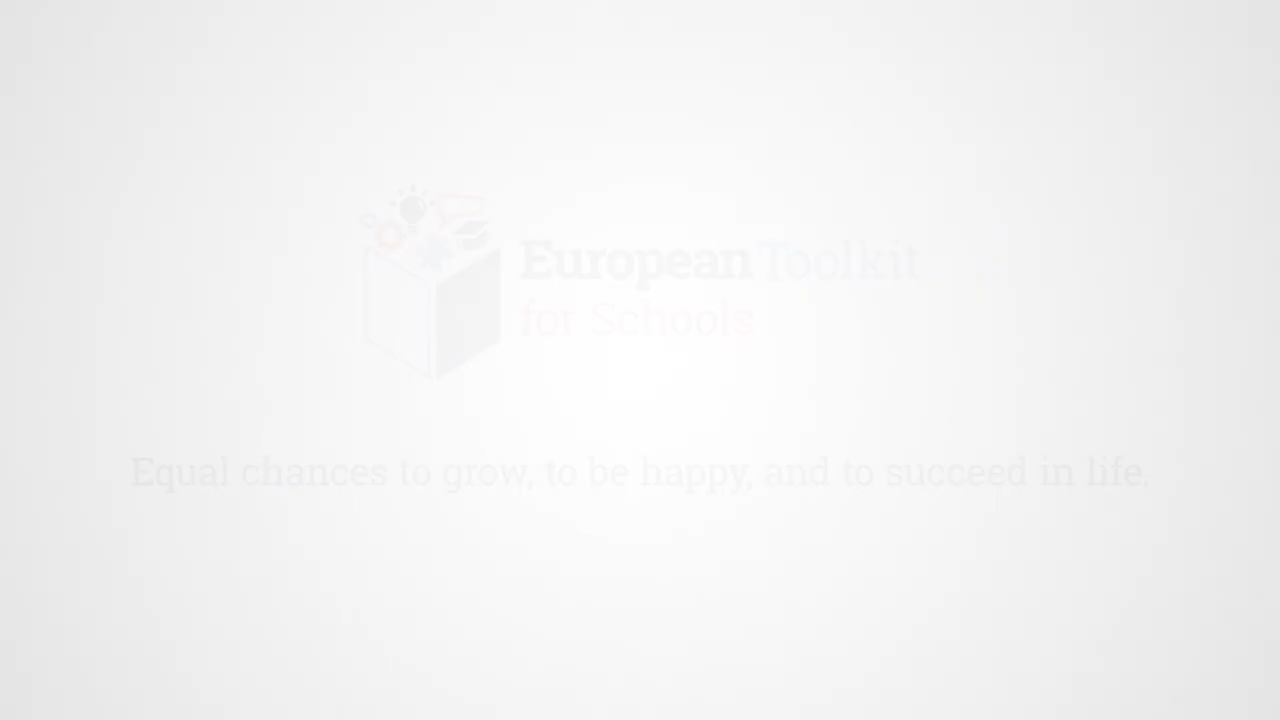 European Toolkit
for Schools
Equal chances to grow, to be happy, and to succeed in life.